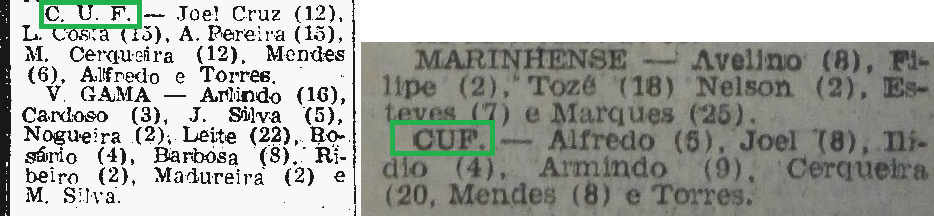 C. U. F. — Joel Cruz (12),
L. Costa (15), A. Pereira (15),
M. Cerqueira (12), Mendes
(6), Alfredo e Torres.
V. GAMA — Arlindo (16),
Cardoso (3), J. Silva (5),
Nogueira (2), Leite (22), Ro-
sário (4), Barbosa (8). Ri-
beiro (2), Madureira (2) e
M. Silva.
MARINHENSE — Avelino (8), Fi-
lipe (2), Tozé (18) Nelson (2), Es-
teves (7) e Marques (25).
CUF. — Alfredo (5), Joel (8), Ilí-
dio (4), Armindo (9), Cerqueira
(20, Mendes (8) e Torres.